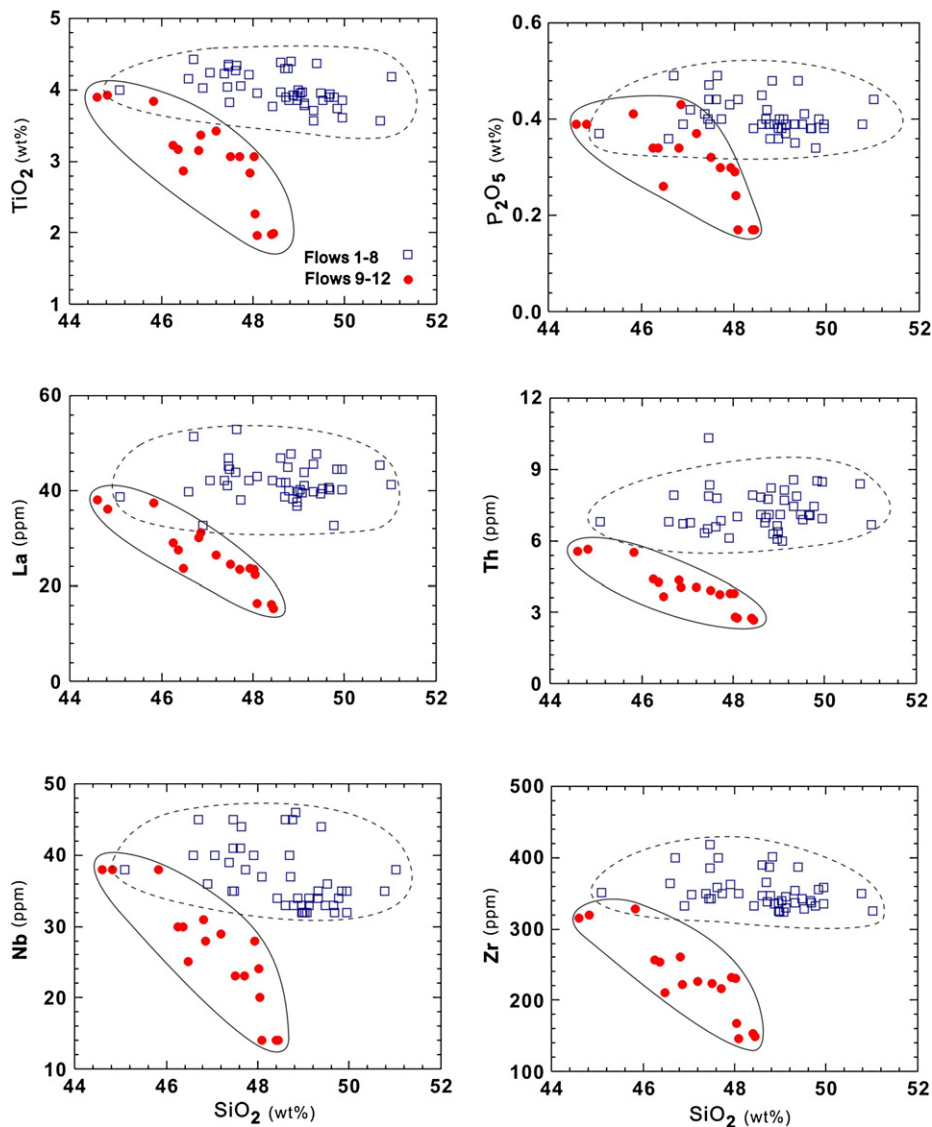 5
4
3
2
1
TiO2 (wt%)
Flows 1-8
Flows 9-12
44 46 48 50 52
0.6
0.4
0.2
0.0
P2O5 (wt%)
44 46 48 50 52
60
40
20
0
La (ppm)
44 46 48 50 52
12
9
6
3
0
Th (ppm)
44 46 48 50 52
50
40
30
20
10
Nb (ppm)
44 46 48 50 52
SiO2 (wt%)
500
400
300
200
100
Zr (ppm)
44 46 48 50 52
SiO2 (wt%)